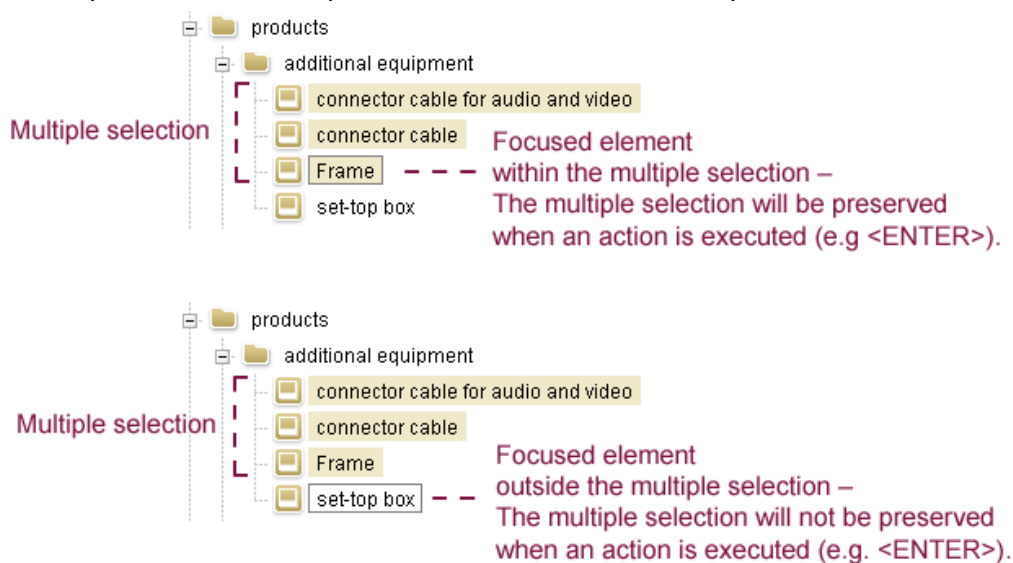 products
additional equipment
connector cable for audio and video
Multiple selection
connector cable
Frame
set-top box
Focused element
within the multiple selection –
The multiple selection will be preserved
when an action is executed (e.g <ENTER>).
products
additional equipment
connector cable for audio and video
Multiple selection
connector cable
Frame
set-top box
Focused element
outside the multiple selection –
The multiple selection will not be preserved
when an action is executed (e.g. <ENTER>).